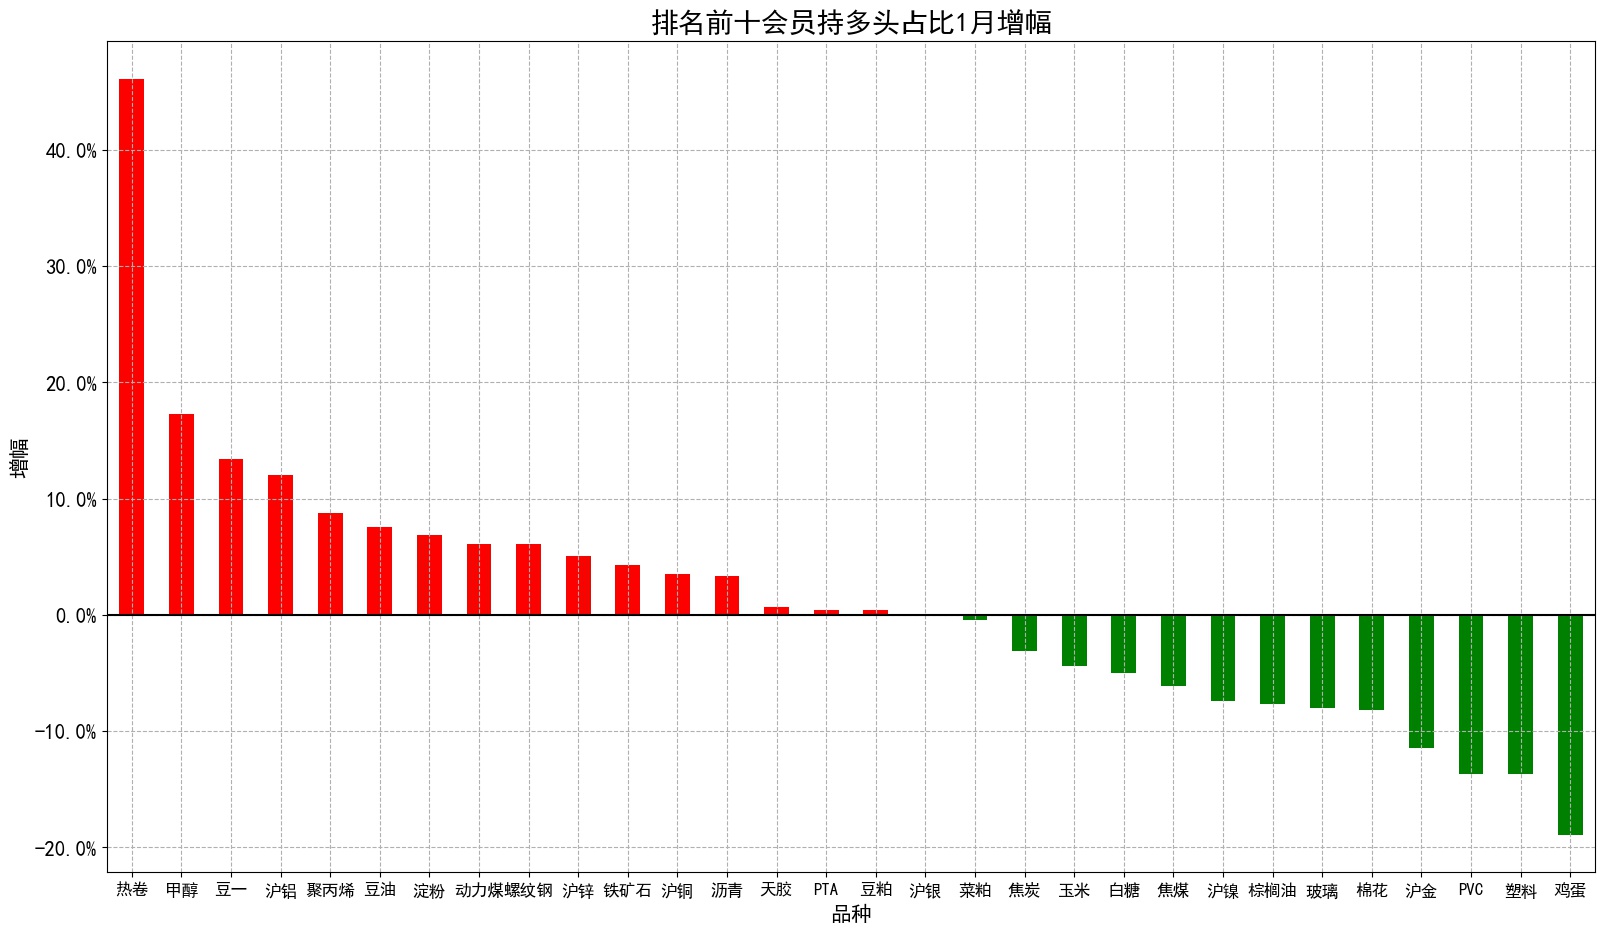 排名前十会员持多头占比1月增幅
增幅
40.0%
30.0%
20.0%
10.0%
0.0%
-10.0%
-20.0%
热卷 甲醇 豆一 沪铝 聚丙烯 豆油 淀粉 动力煤 螺纹钢 沪锌 铁矿石 沪铜 沥青 天胶 PTA 豆粕 沪银 菜粕 焦炭 玉米 白糖 焦煤 沪镍 棕榈油 玻璃 棉花 沪金 PVC 塑料 鸡蛋
品种